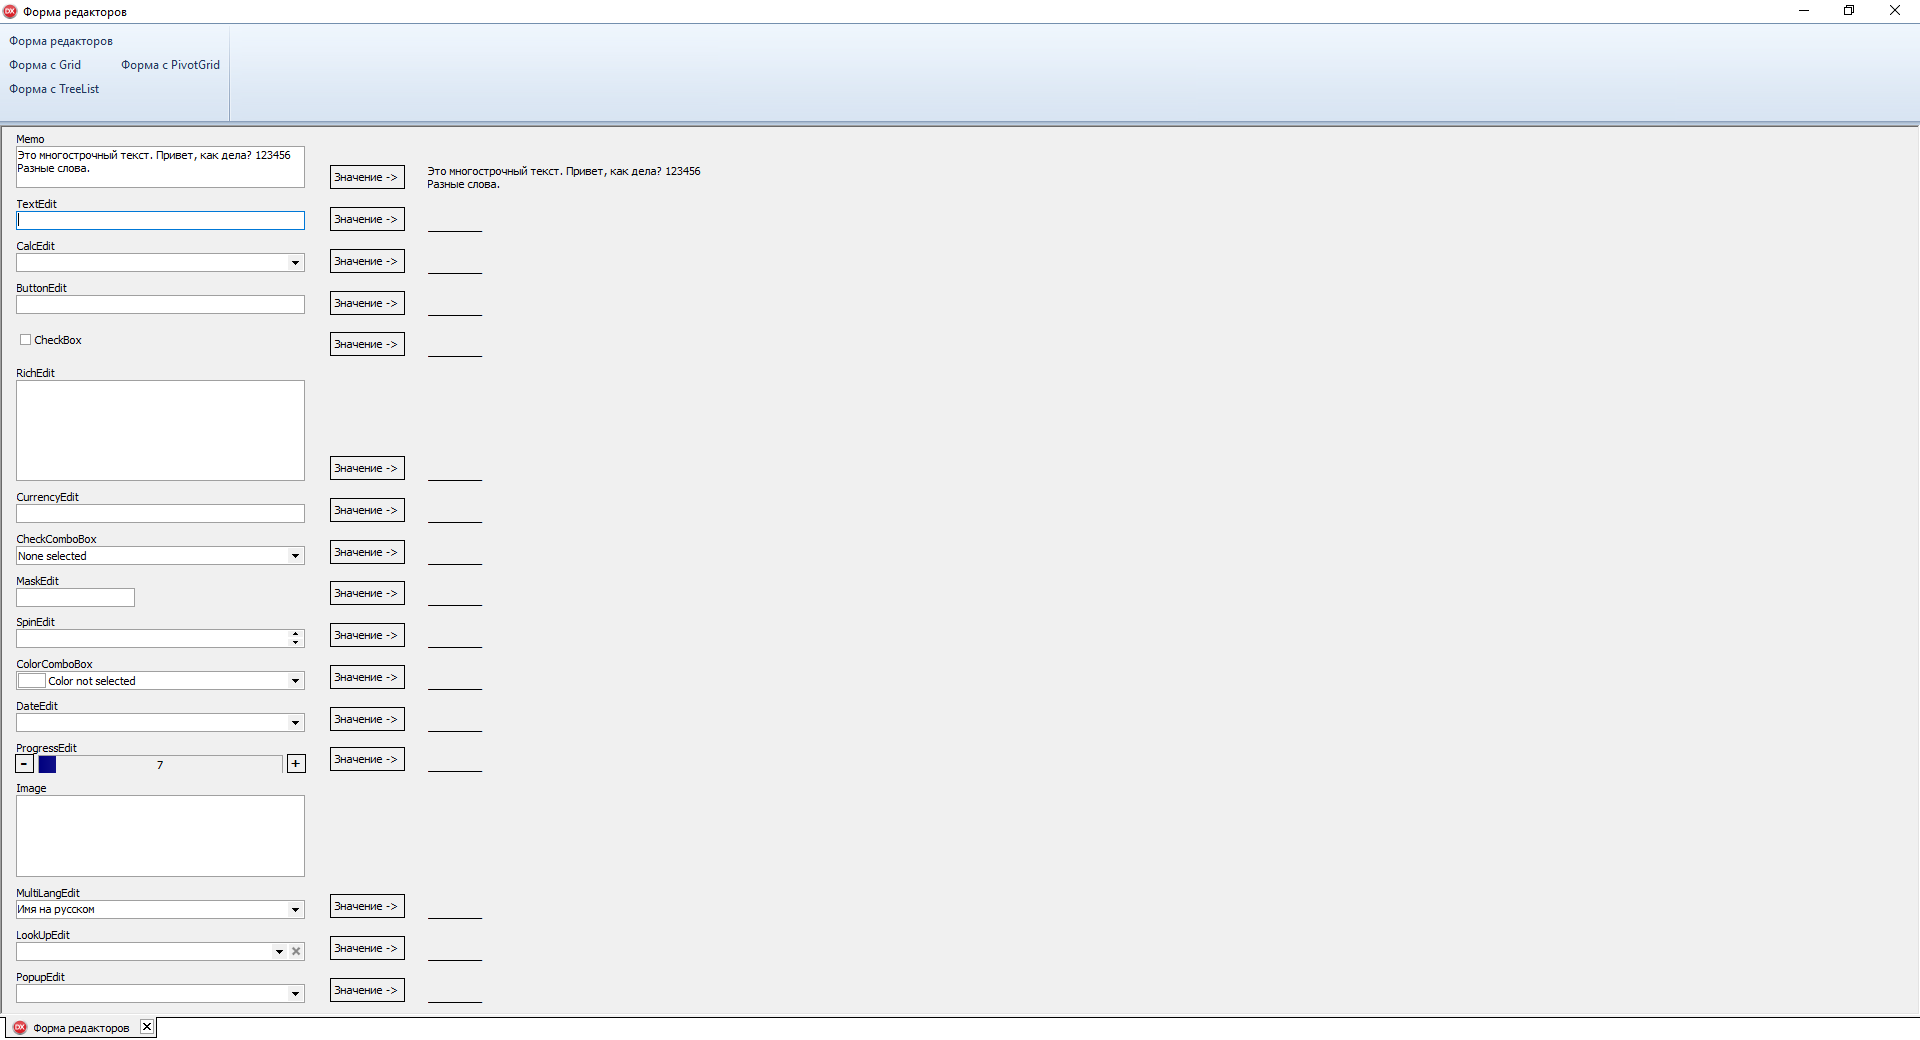 Форма редакторов
Форма редакторов
Форма с Grid Форма с PivotGrid
Форма с TreeList
Memo
Это многострочный текст. Привет, как дела? 123456
Разные слова.
Значение ->
Это многострочный текст. Привет, как дела? 123456
Разные слова.
TextEdit
Значение ->
CalcEdit
Значение ->
ButtonEdit
Значение ->
CheckBox
Значение ->
RichEdit
Значение ->
CurrencyEdit
Значение ->
CheckComboBox
None selected
Значение ->
MaskEdit
Значение ->
SpinEdit
Значение ->
ColorComboBox
Color not selected
Значение ->
DateEdit
Значение ->
ProgressEdit
- 7 +
Значение ->
Image
MultiLangEdit
Имя на русском
Значение ->
LookUpEdit
Значение ->
PopupEdit
Значение ->
Форма редакторов